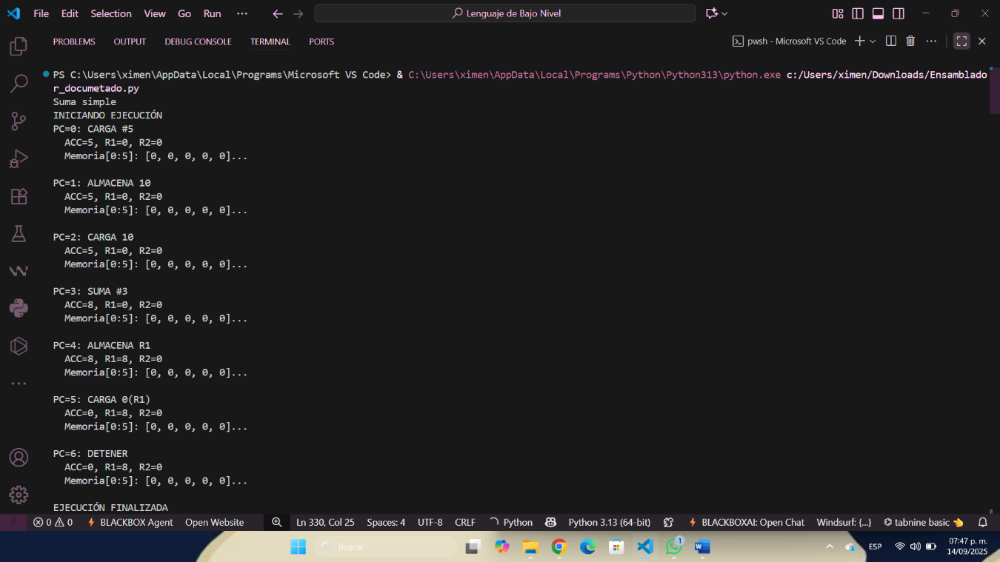 File Edit Selection View Go Run ··· Lenguaje de Bajo Nivel
PROBLEMS OUTPUT DEBUG CONSOLE TERMINAL PORTS pwsh - Microsoft VS Code
PS C:\Users\ximen\AppData\Local\Programs\Microsoft VS Code> & C:\Users\ximen\AppData\Local\Programs\Python\Python313\python.exe c:/Users/ximen/Downloads/Ensamblado
r_documetado.py
Suma simple
INICIANDO EJECUCIÓN
PC=0: CARGA #5
ACC=5, R1=0, R2=0
Memoria[0:5]: [0, 0, 0, 0, 0]...
PC=1: ALMACENA 10
ACC=5, R1=0, R2=0
Memoria[0:5]: [0, 0, 0, 0, 0]...
PC=2: CARGA 10
ACC=5, R1=0, R2=0
Memoria[0:5]: [0, 0, 0, 0, 0]...
PC=3: SUMA #3
ACC=8, R1=0, R2=0
Memoria[0:5]: [0, 0, 0, 0, 0]...
PC=4: ALMACENA R1
ACC=8, R1=8, R2=0
Memoria[0:5]: [0, 0, 0, 0, 0]...
PC=5: CARGA 0(R1)
ACC=0, R1=8, R2=0
Memoria[0:5]: [0, 0, 0, 0, 0]...
PC=6: DETENER
ACC=0, R1=8, R2=0
Memoria[0:5]: [0, 0, 0, 0, 0]...
EJECUCIÓN FINALIZADA
0 0 BLACKBOX Agent Open Website Ln 330, Col 25 Spaces: 4 UTF-8 CRLF Python Python 3.13 (64-bit) BLACKBOXAI: Open Chat Windsurf: {...} tabnine basic
Buscar 1 ESP 07:47 p. m.
14/09/2025